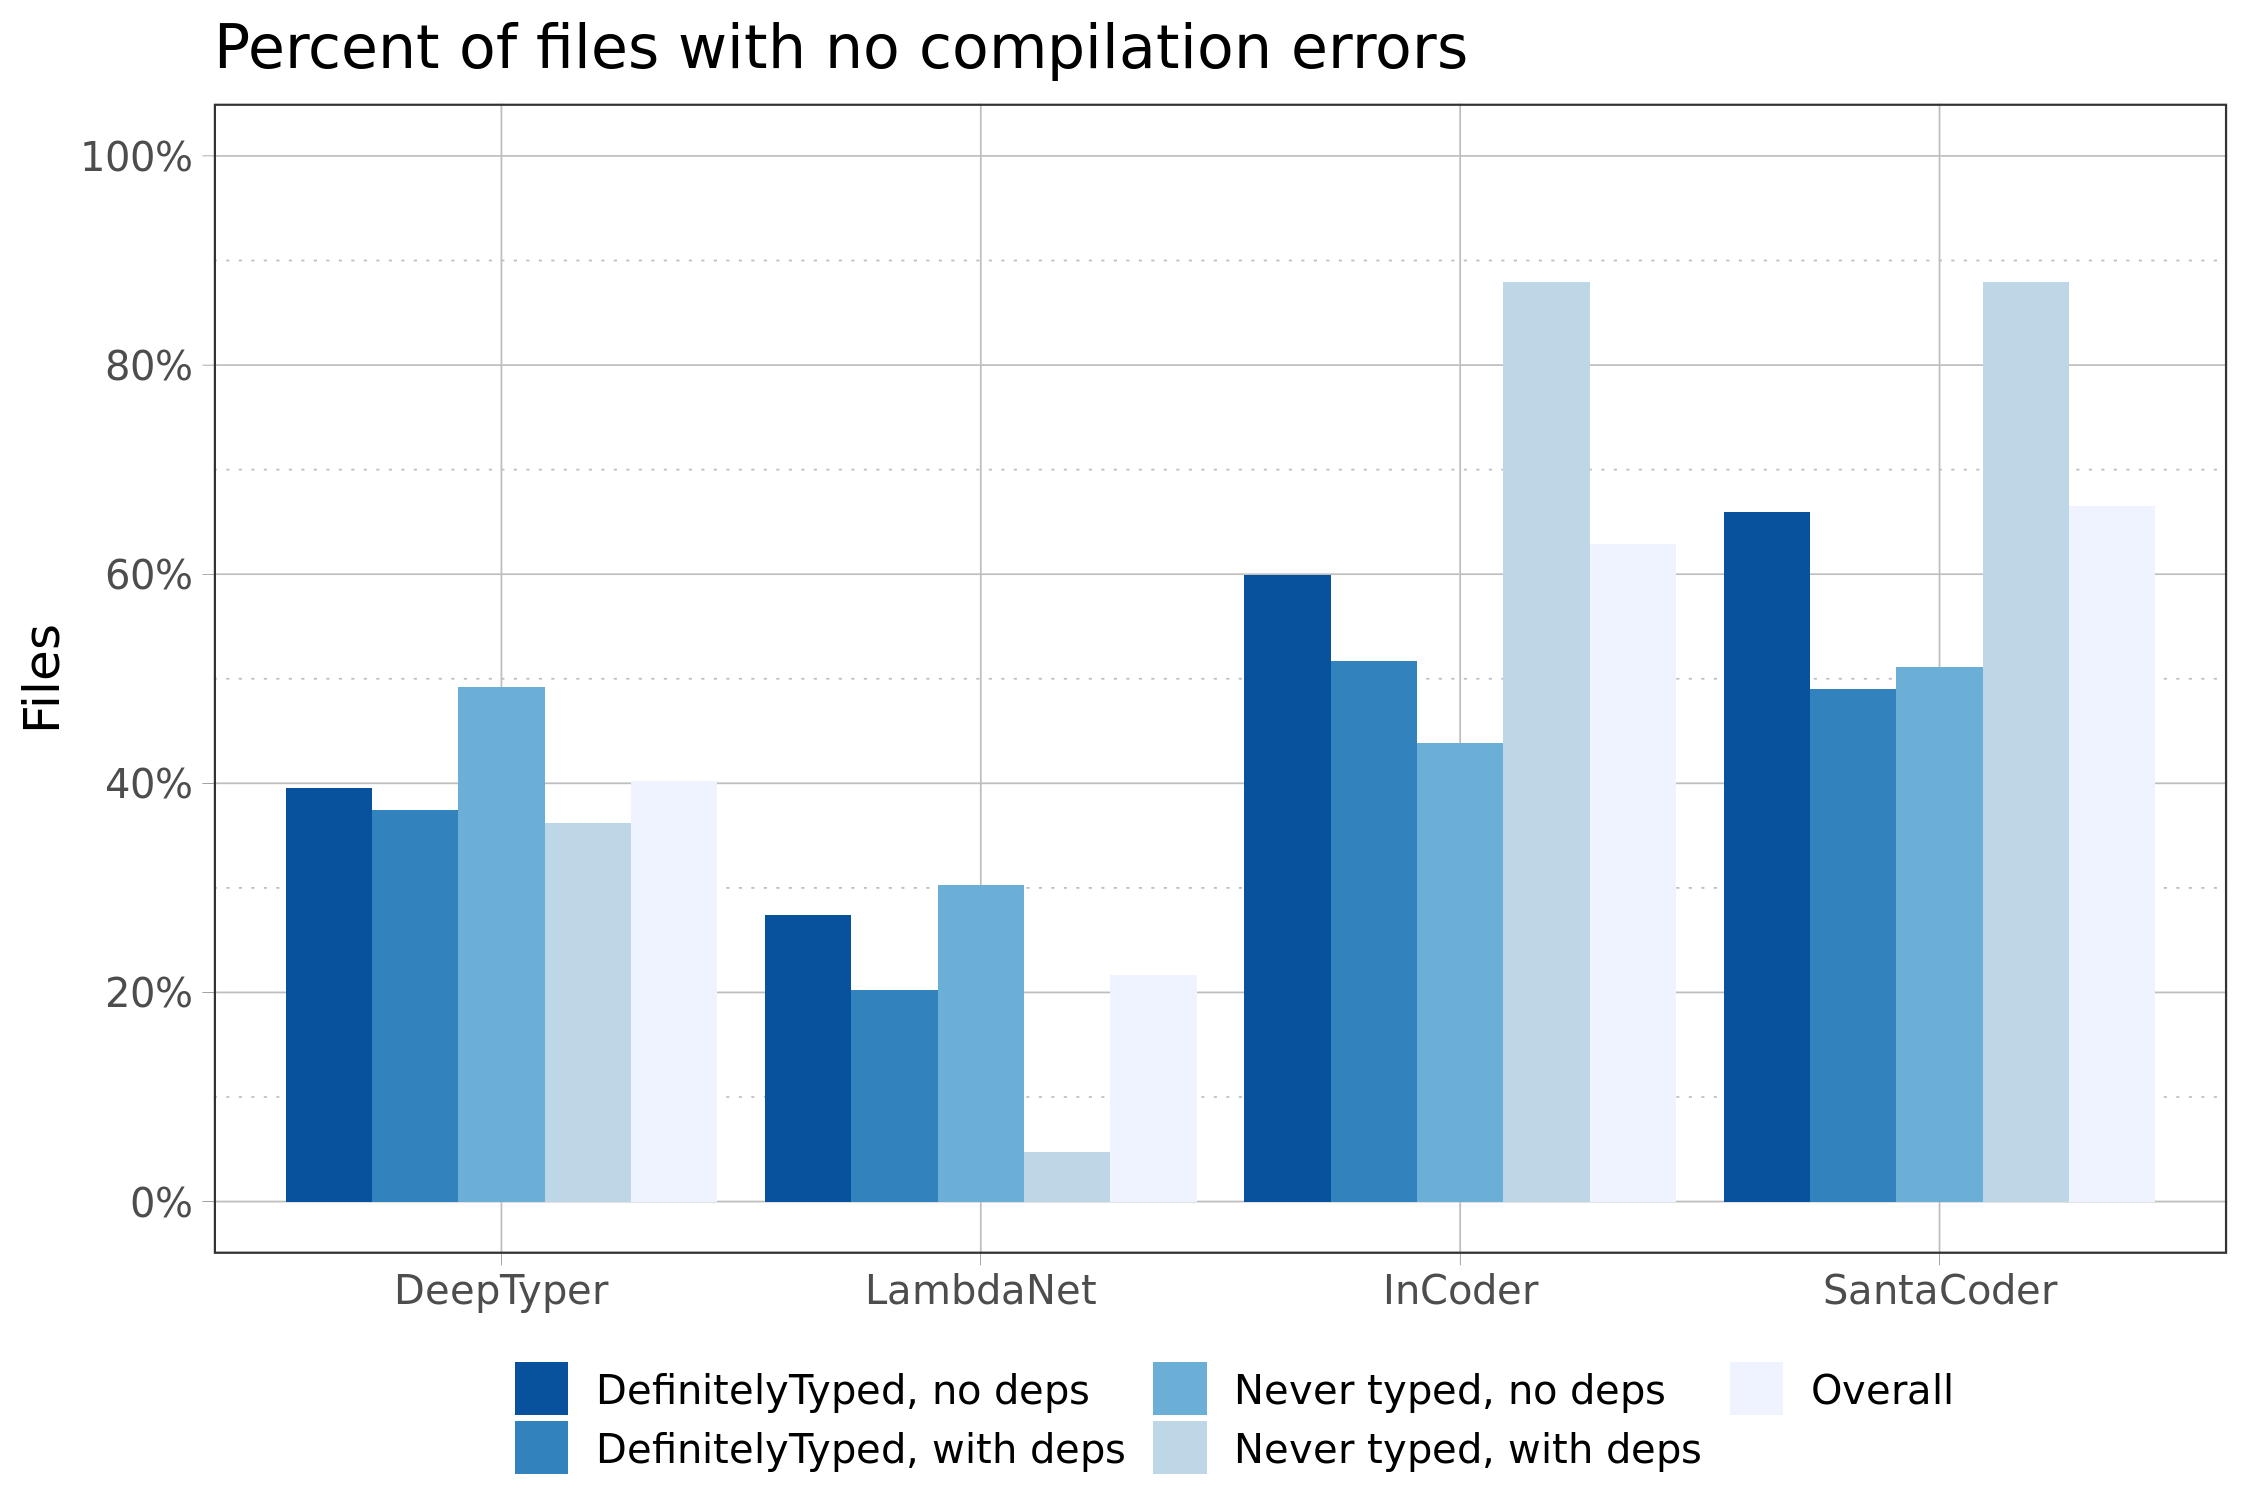 Percent of files with no compilation errors
Files
100%
80%
60%
40%
20%
0%
DeepTyper
LambdaNet
InCoder
SantaCoder
DefinitelyTyped, no deps
DefinitelyTyped, with deps
Never typed, no deps
Never typed, with deps
Overall